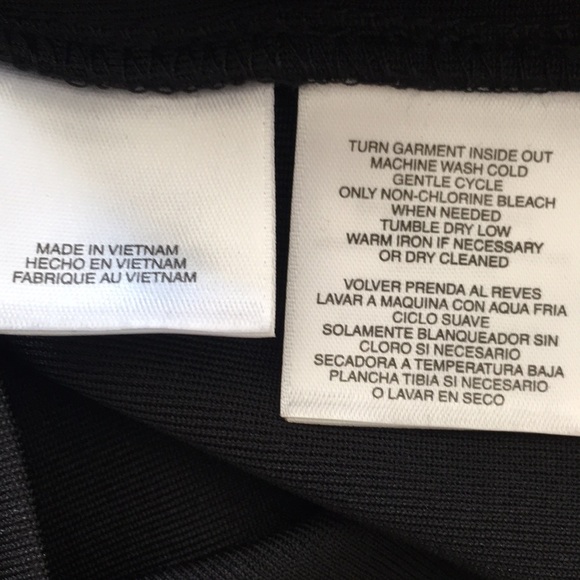 MADE IN VIETNAM
HECHO EN VIETNAM
FABRIQUE AU VIETNAM
TURN GARMENT INSIDE OUT
MACHINE WASH COLD
GENTLE CYCLE
ONLY NON-CHLORINE BLEACH
WHEN NEEDED
TUMBLE DRY LOW
WARM IRON IF NECESSARY
OR DRY CLEANED
VOLVER PRENDA AL REVES
LAVAR A MAQUINA CON AQUA FRIA
CICLO SUAVE
SOLAMENTE BLANQUEADOR SIN
CLORO SI NECESARIO
SECADORA A TEMPERATURA BAJA
PLANCHA TIBIA SI NECESARIO
O LAVAR EN SECO